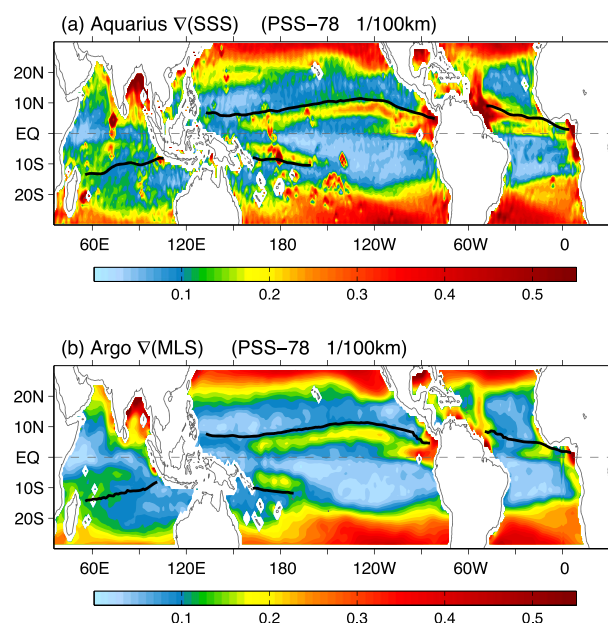 (a) Aquarius ∇(SSS) (PSS−78 1/100km)
20N
10N
EQ
10S
20S
60E 120E 180 120W 60W 0
0.1 0.2 0.3 0.4 0.5
(b) Argo ∇(MLS) (PSS−78 1/100km)
20N
10N
EQ
10S
20S
60E 120E 180 120W 60W 0
0.1 0.2 0.3 0.4 0.5